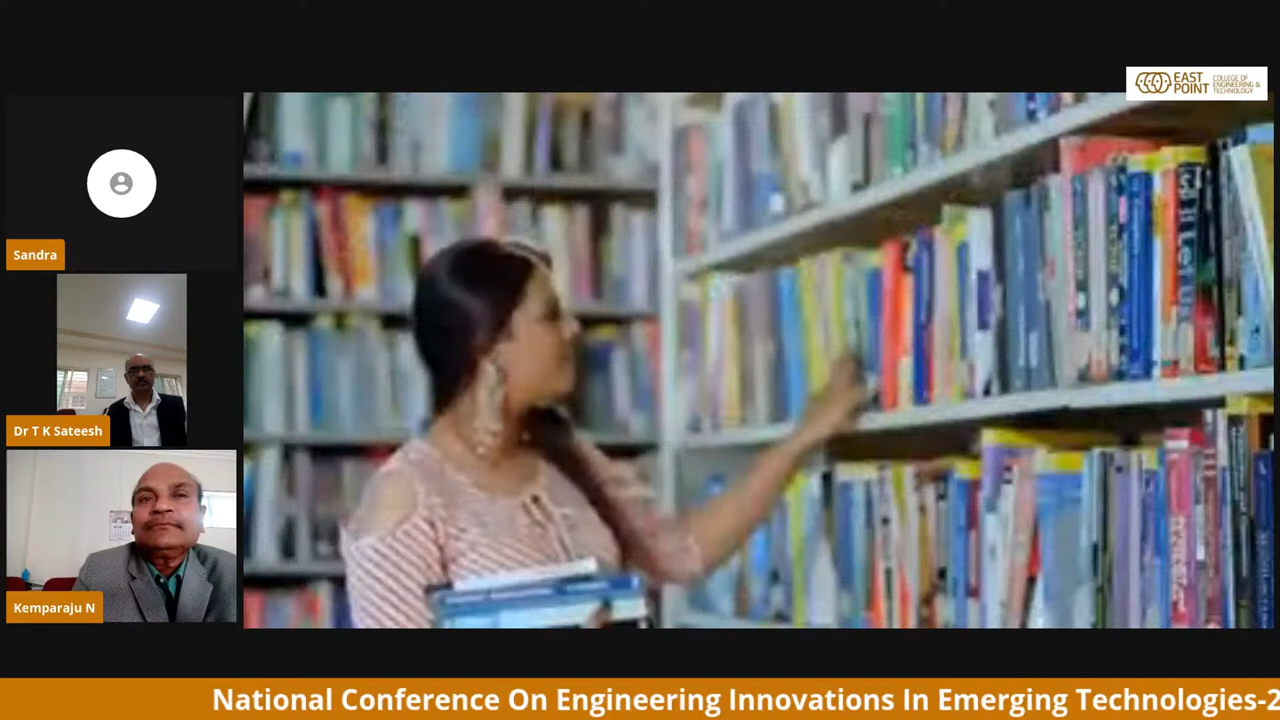 EAST
POINT
COLLEGE OF
ENGINEERING &
TECHNOLOGY
Sandra
Dr T K Sateesh
Kemparaju N
National Conference On Engineering Innovations In Emerging Technologies-2